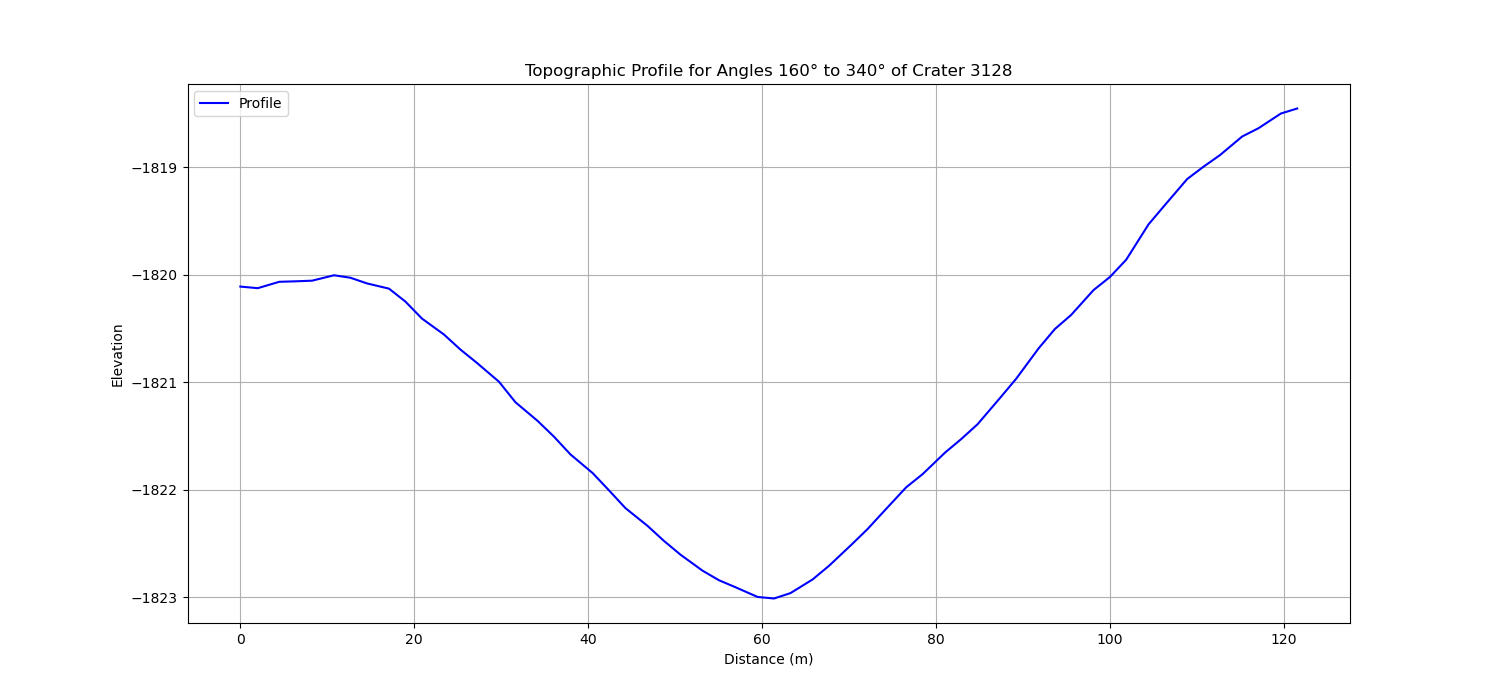 Topographic Profile for Angles 160° to 340° of Crater 3128
Profile
−1819
−1820
−1821
−1822
−1823
Elevation
0 20 40 60 80 100 120
Distance (m)